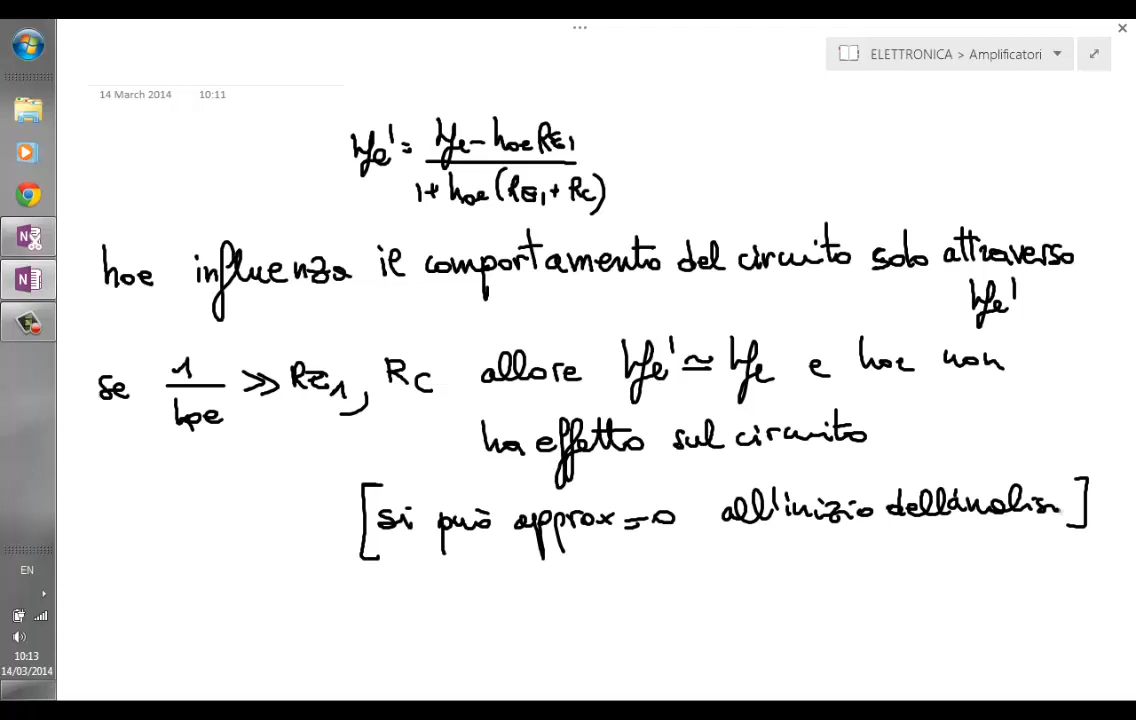 ELETTRONICA > Amplificatori
14 March 2014 10:11
hfe' = hfe - hoe RE1 / 1 + hoe (RE1 + RC)
hoe influenza il comportamento del circuito solo attraverso
hfe'
se 1/hoe >> RE1, RC allora hfe' ≃ hfe e hoe non
ha effetto sul circuito
[si può approx = 0 all'inizio dell'analisi]
EN
10:13
14/03/2014